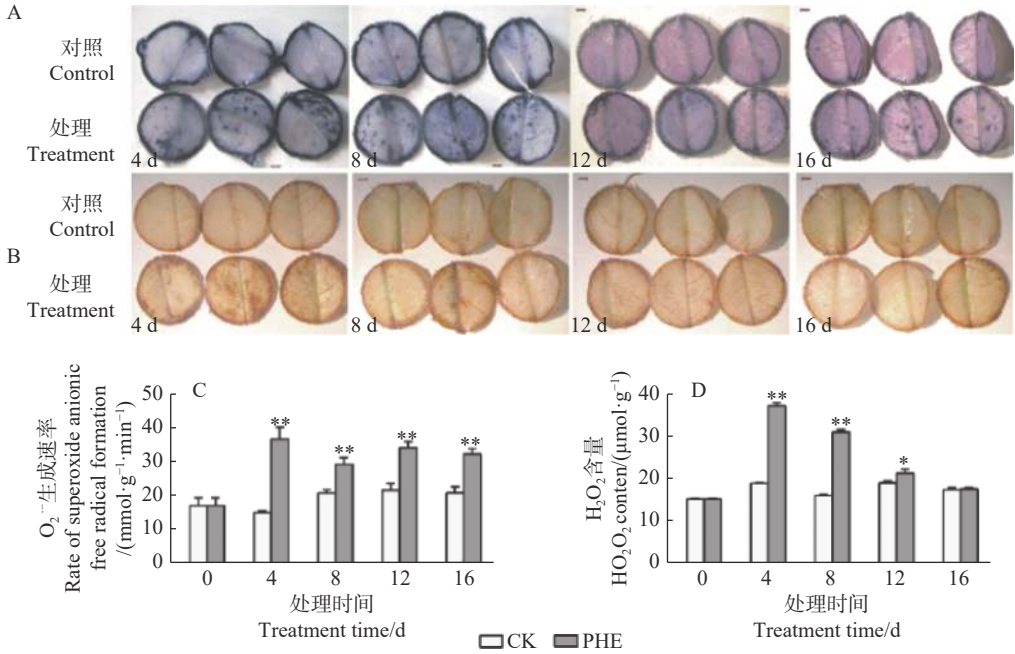 A
对照
Control
处理
Treatment
4 d
8 d
12 d
16 d
B
对照
Control
处理
Treatment
4 d
8 d
12 d
16 d
C
O₂⁻生成速率
Rate of superoxide anionic
free radical formation
/(mmol·g⁻¹·min⁻¹)
50
40
30
20
10
0
**
**
**
**
0 4 8 12 16
处理时间
Treatment time/d
D
H₂O₂含量
HO₂O₂ conten/(μmol·g⁻¹)
40
30
20
10
0
**
**
*
0 4 8 12 16
处理时间
Treatment time/d
CK PHE